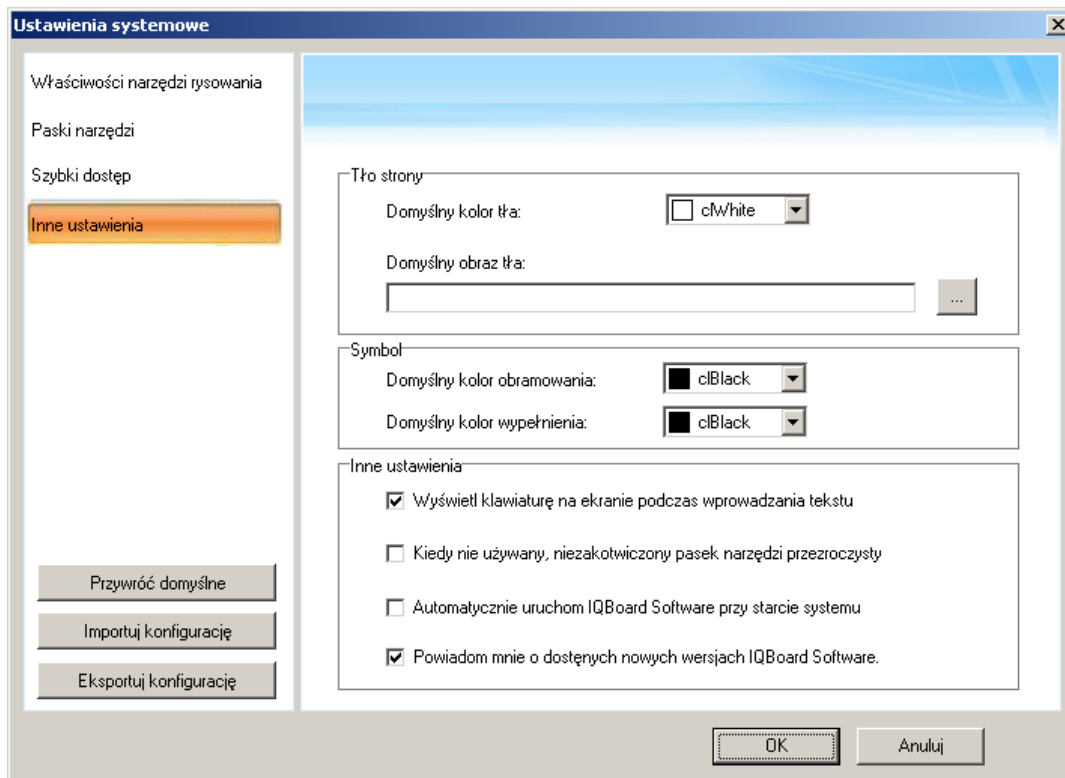 Ustawienia systemowe
Właściwości narzędzi rysowania
Paski narzędzi
Szybki dostęp
Inne ustawienia
Przywróć domyślne
Importuj konfigurację
Eksportuj konfigurację
Tło strony
Domyślny kolor tła:
clWhite
Domyślny obraz tła:
...
Symbol
Domyślny kolor obramowania:
clBlack
Domyślny kolor wypełnienia:
clBlack
Inne ustawienia
Wyświetl klawiaturę na ekranie podczas wprowadzania tekstu
Kiedy nie używany, niezakotwiczony pasek narzędzi przezroczysty
Automatycznie uruchom IQBoard Software przy starcie systemu
Powiadom mnie o dostęnych nowych wersjach IQBoard Software.
OK
Anuluj